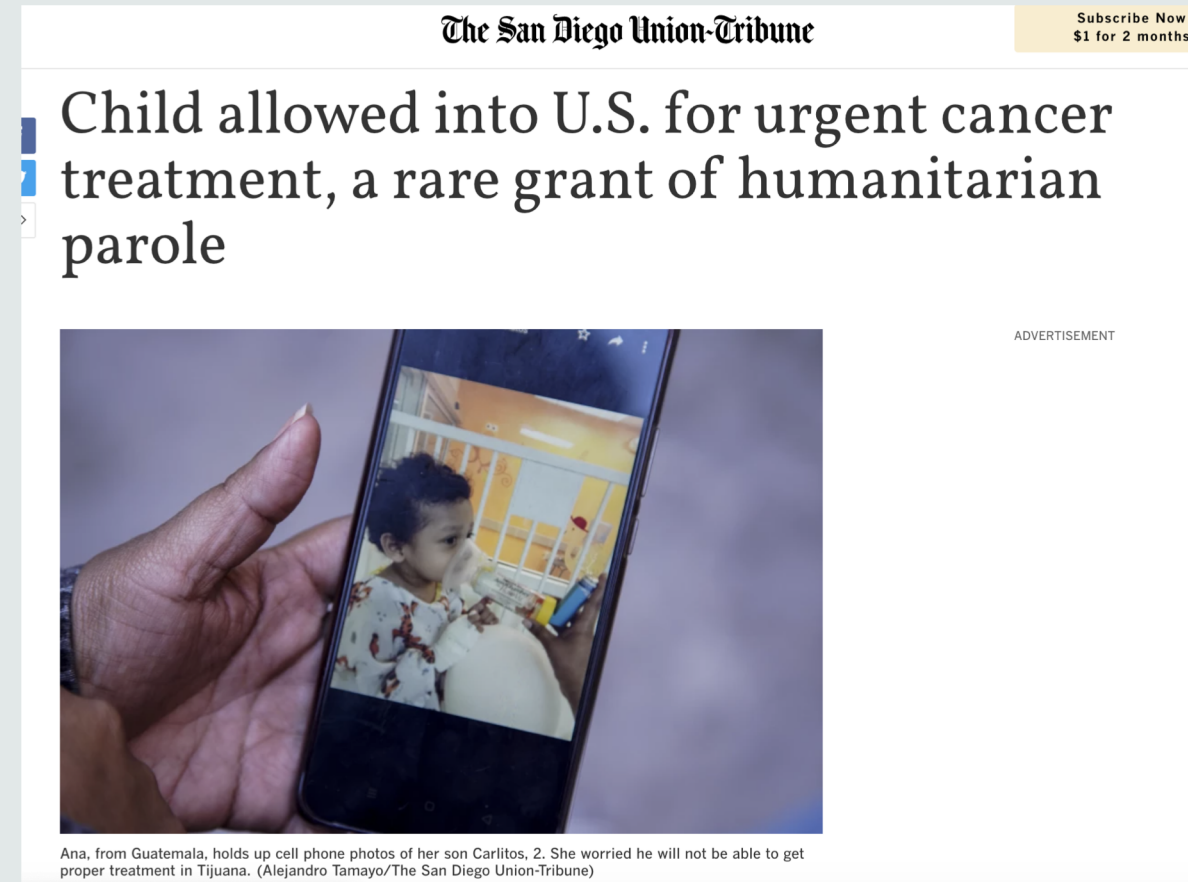 The San Diego Union-Tribune
Subscribe Now
$1 for 2 months
Child allowed into U.S. for urgent cancer
treatment, a rare grant of humanitarian
parole
ADVERTISEMENT
Ana, from Guatemala, holds up cell phone photos of her son Carlitos, 2. She worried he will not be able to get
proper treatment in Tijuana. (Alejandro Tamayo/The San Diego Union-Tribune)